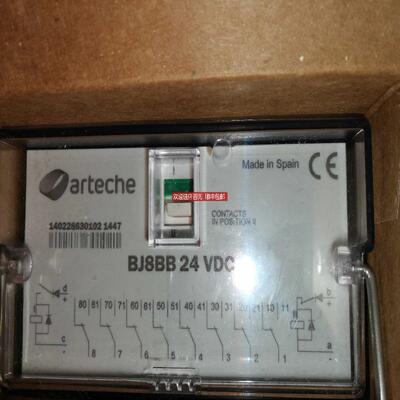 arteche
Made in Spain
CE
140228630102 1447
CONTACTS
IN POSITION II
BJ8BB 24 VDC
d
+
80 81 70 71 60 61 50 51 40 41 30 31 20 21 10 11
b
+
c
-
8 7 6 5 4 3 2 1
a
-